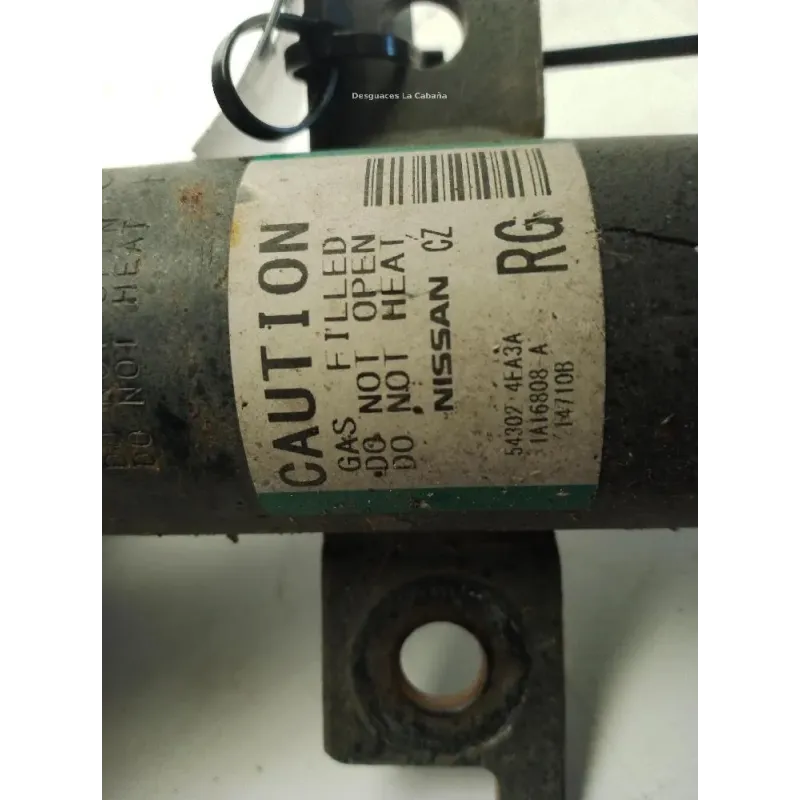 Desguaces La Cabaña
CAUTION
GAS FILLED
DO NOT OPEN
DO NOT HEAT
NISSAN CZ
RG
54302 4EA3A
1A16808-A
14710B
DO NOT HEAT